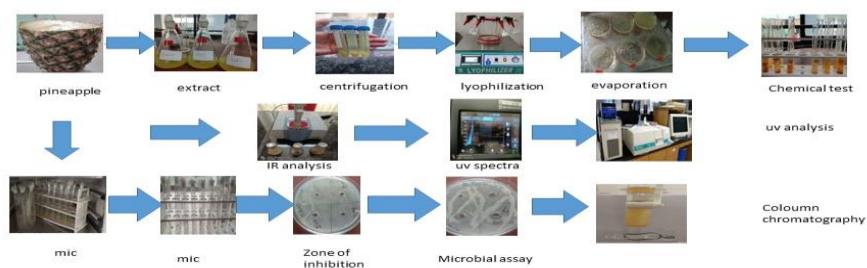 LYOPHILIZER
pineapple
extract
centrifugation
lyophilization
evaporation
Chemical test
IR analysis
uv spectra
uv analysis
mic
mic
Zone of
inhibition
Microbial assay
Coloumn
chromatography